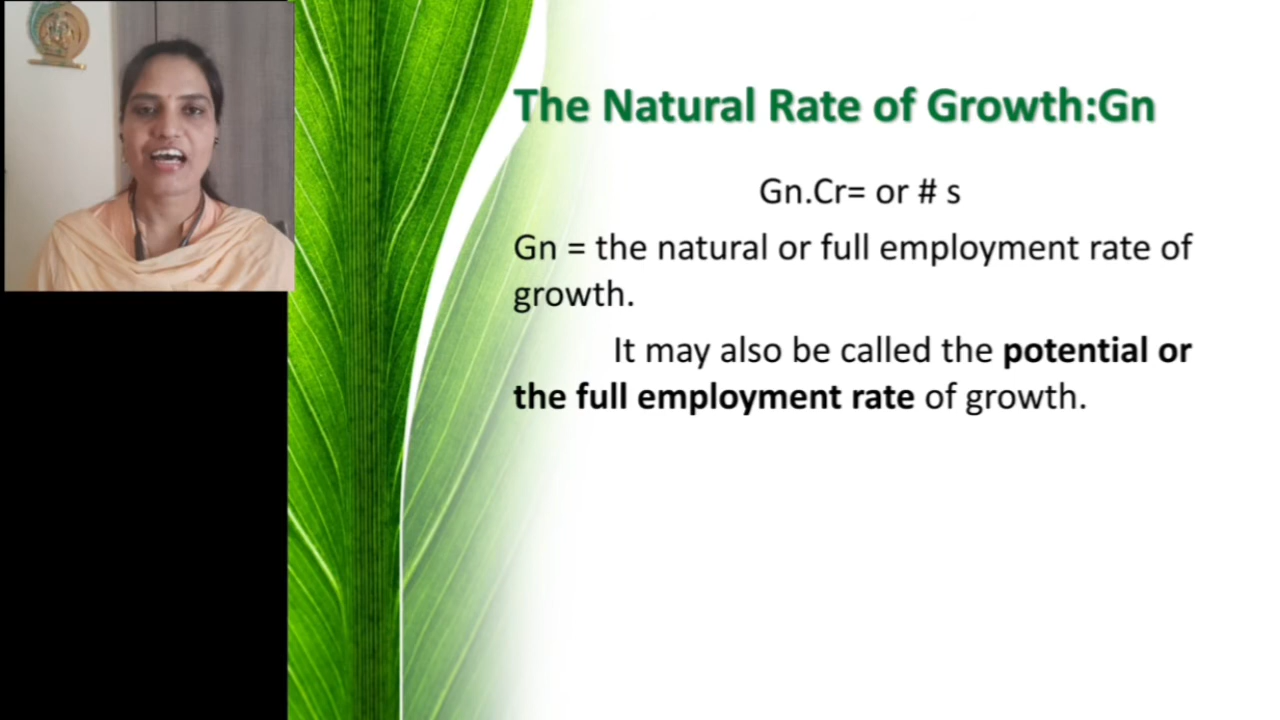 The Natural Rate of Growth:Gn
Gn.Cr= or # s
Gn = the natural or full employment rate of
growth.
It may also be called the potential or
the full employment rate of growth.